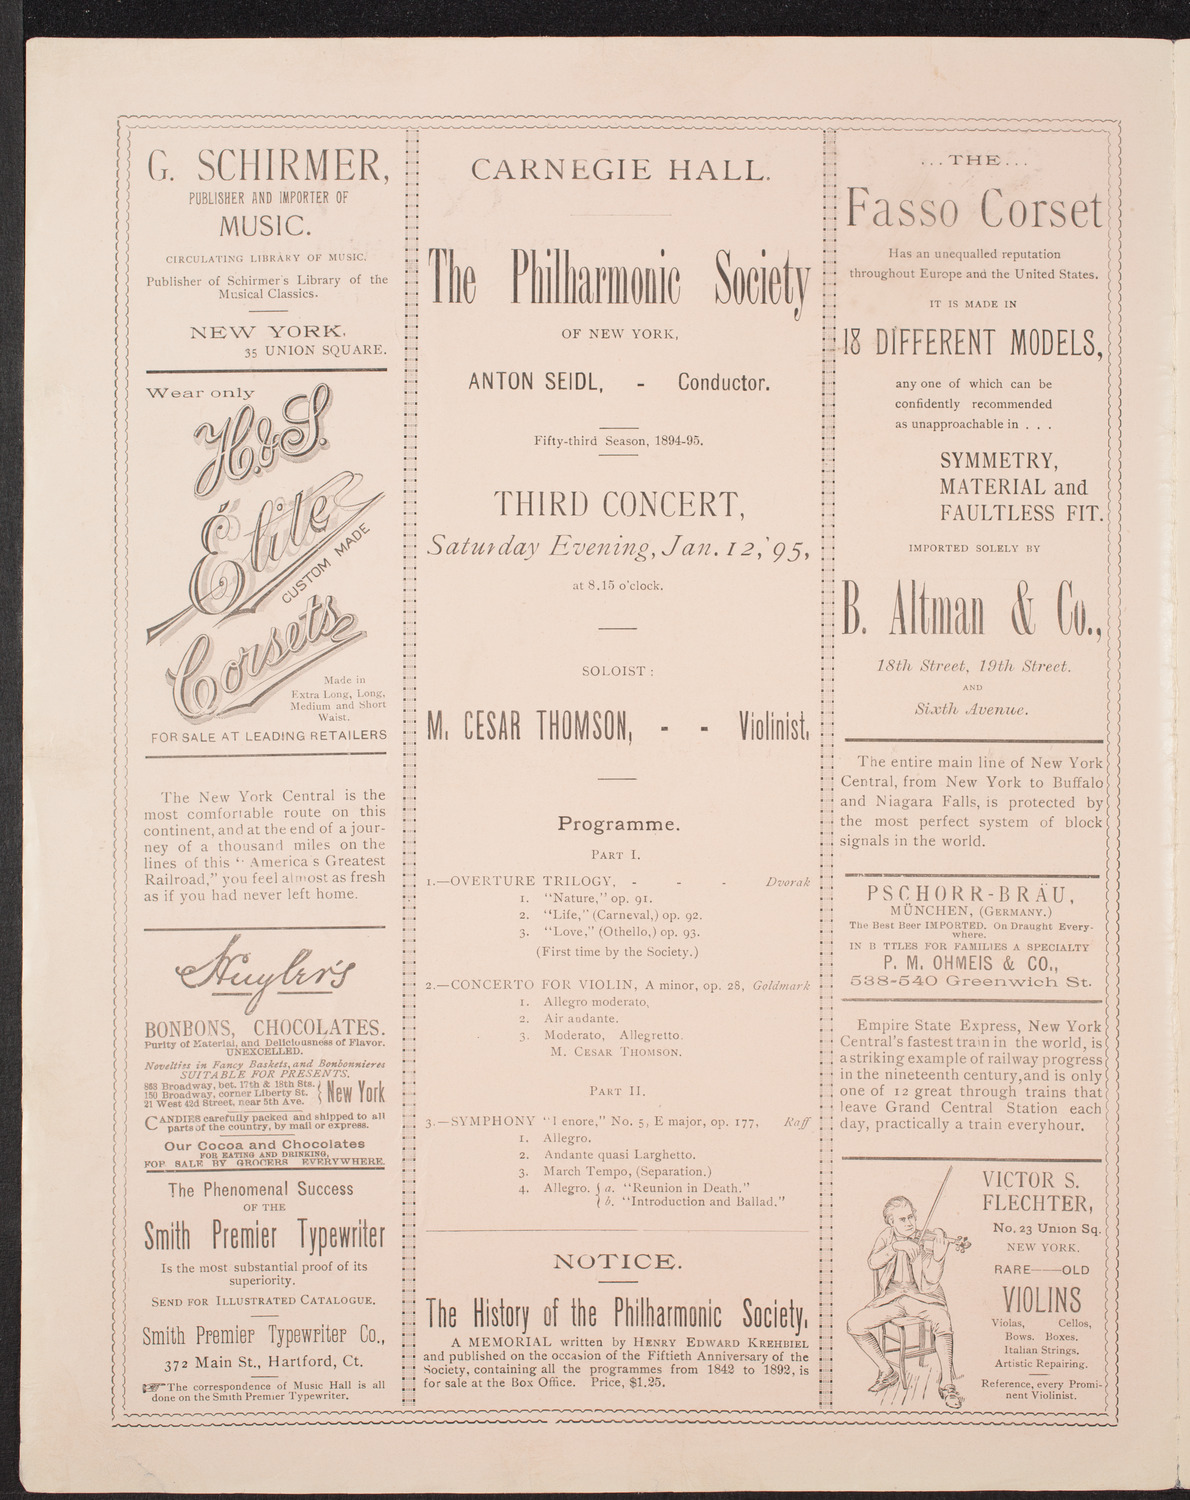 G. SCHIRMER,
PUBLISHER AND IMPORTER OF
MUSIC.
CIRCULATING LIBRARY OF MUSIC.
Publisher of Schirmer's Library of the
Musical Classics.
NEW YORK,
35 UNION SQUARE.
Wear only
H.&S.
Élite
CUSTOM MADE
Corsets
Made in
Extra Long, Long,
Medium and Short
Waist.
FOR SALE AT LEADING RETAILERS
The New York Central is the
most comfortable route on this
continent, and at the end of a jour-
ney of a thousand miles on the
lines of this "America s Greatest
Railroad," you feel almost as fresh
as if you had never left home.
Huyler's
BONBONS, CHOCOLATES.
Purity of Material, and Deliciousness of Flavor,
UNEXCELLED.
Novelties in Fancy Baskets, and Bonbonnieres
SUITABLE FOR PRESENTS.
863 Broadway, bet. 17th & 18th Sts.
150 Broadway, corner Liberty St.
21 West 42d Street, near 5th Ave.
New York
CANDIES carefully packed and shipped to all
parts of the country, by mail or express.
Our Cocoa and Chocolates
FOR EATING AND DRINKING,
FOR SALE BY GROCERS EVERYWHERE.
The Phenomenal Success
OF THE
Smith Premier Typewriter
Is the most substantial proof of its
superiority.
SEND FOR ILLUSTRATED CATALOGUE.
Smith Premier Typewriter Co.,
372 Main St., Hartford, Ct.
The correspondence of Music Hall is all
done on the Smith Premier Typewriter.
CARNEGIE HALL.
The Philharmonic Society
OF NEW YORK,
ANTON SEIDL, - Conductor.
Fifty-third Season, 1894-95.
THIRD CONCERT,
Saturday Evening, Jan. 12, '95,
at 8.15 o'clock.
SOLOIST:
M. CESAR THOMSON, - - Violinist,
Programme.
PART I.
1.—OVERTURE TRILOGY, - - - Dvorak
1. "Nature," op. 91.
2. "Life," (Carneval,) op. 92.
3. "Love," (Othello,) op. 93.
(First time by the Society.)
2.—CONCERTO FOR VIOLIN, A minor, op. 28, Goldmark
1. Allegro moderato,
2. Air andante.
3. Moderato, Allegretto.
M. CESAR THOMSON.
PART II.
3.—SYMPHONY "Lenore," No. 5, E major, op. 177, Raff
1. Allegro.
2. Andante quasi Larghetto.
3. March Tempo, (Separation.)
4. Allegro. { a. "Reunion in Death."
{ b. "Introduction and Ballad."
NOTICE.
The History of the Philharmonic Society.
A MEMORIAL written by HENRY EDWARD KREHBIEL
and published on the occasion of the Fiftieth Anniversary of the
Society, containing all the programmes from 1842 to 1892, is
for sale at the Box Office. Price, $1.25.
...THE...
Fasso Corset
Has an unequalled reputation
throughout Europe and the United States.
IT IS MADE IN
18 DIFFERENT MODELS,
any one of which can be
confidently recommended
as unapproachable in . . .
SYMMETRY,
MATERIAL and
FAULTLESS FIT.
IMPORTED SOLELY BY
B. Altman & Co.,
18th Street, 19th Street.
AND
Sixth Avenue.
The entire main line of New York
Central, from New York to Buffalo
and Niagara Falls, is protected by
the most perfect system of block
signals in the world.
PSCHORR-BRÄU,
MÜNCHEN, (GERMANY.)
The Best Beer IMPORTED. On Draught Every-
where.
IN B TTLES FOR FAMILIES A SPECIALTY
P. M. OHMEIS & CO.,
538-540 Greenwich St.
Empire State Express, New York
Central's fastest train in the world, is
a striking example of railway progress
in the nineteenth century, and is only
one of 12 great through trains that
leave Grand Central Station each
day, practically a train every hour.
VICTOR S.
FLECHTER,
No. 23 Union Sq.
NEW YORK.
RARE—OLD
VIOLINS
Violas, Cellos,
Bows. Boxes.
Italian Strings.
Artistic Repairing.
Reference, every Promi-
nent Violinist.